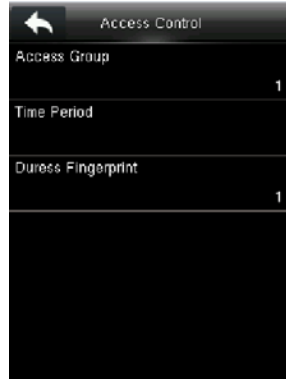 Access Control
Access Group
1
Time Period
Duress Fingerprint
1